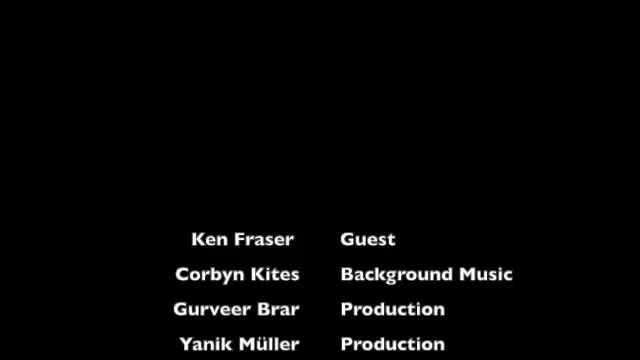 Ken Fraser Guest
Corbyn Kites Background Music
Gurveer Brar Production
Yanik Müller Production